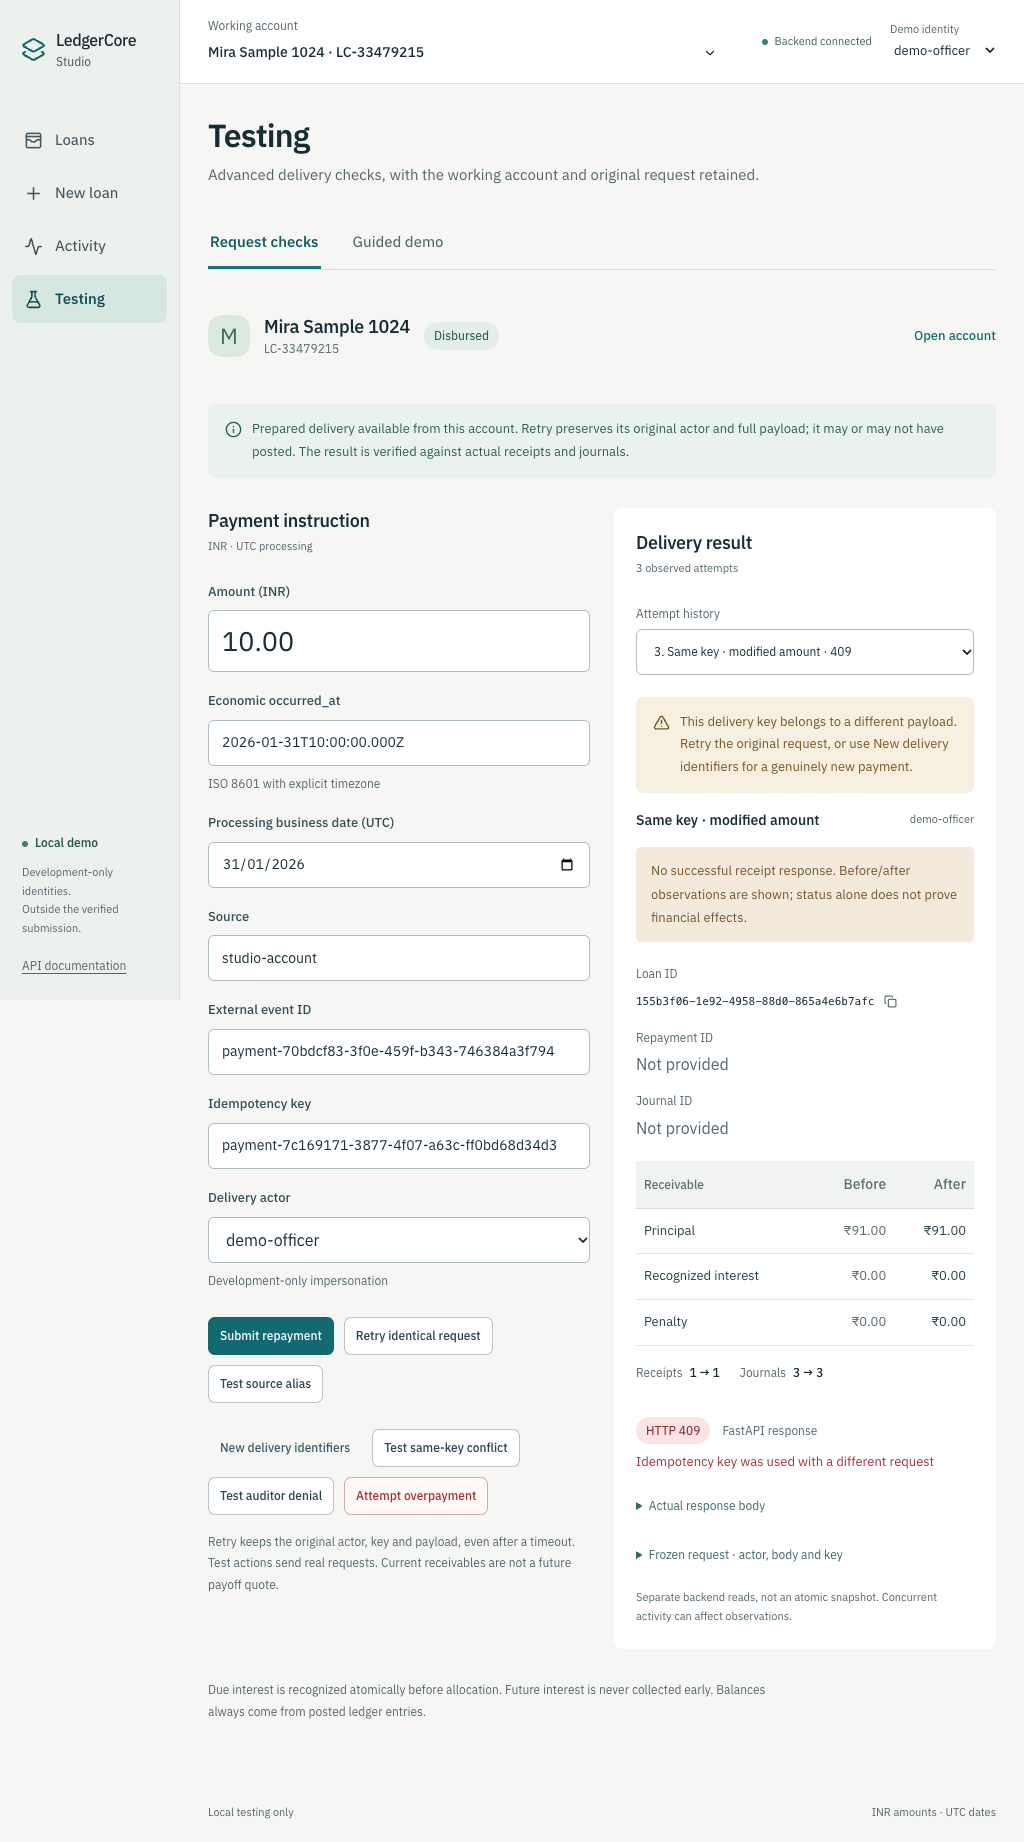 LedgerCore
Studio
Loans
New loan
Activity
Testing
Local demo
Development-only
identities.
Outside the verified
submission.
API documentation
Working account
Mira Sample 1024 · LC-33479215
Backend connected
Demo identity
demo-officer
Testing
Advanced delivery checks, with the working account and original request retained.
Request checks
Guided demo
M
Mira Sample 1024
LC-33479215
Disbursed
Open account
Prepared delivery available from this account. Retry preserves its original actor and full payload; it may or may not have
posted. The result is verified against actual receipts and journals.
Payment instruction
INR · UTC processing
Amount (INR)
10.00
Economic occurred_at
2026-01-31T10:00:00.000Z
ISO 8601 with explicit timezone
Processing business date (UTC)
31/01/2026
Source
studio-account
External event ID
payment-70bdcf83-3f0e-459f-b343-746384a3f794
Idempotency key
payment-7c169171-3877-4f07-a63c-ff0bd68d34d3
Delivery actor
demo-officer
Development-only impersonation
Submit repayment
Retry identical request
Test source alias
New delivery identifiers
Test same-key conflict
Test auditor denial
Attempt overpayment
Retry keeps the original actor, key and payload, even after a timeout.
Test actions send real requests. Current receivables are not a future
payoff quote.
Delivery result
3 observed attempts
Attempt history
3. Same key · modified amount · 409
This delivery key belongs to a different payload.
Retry the original request, or use New delivery
identifiers for a genuinely new payment.
Same key · modified amount
demo-officer
No successful receipt response. Before/after
observations are shown; status alone does not prove
financial effects.
Loan ID
155b3f06-1e92-4958-88d0-865a4e6b7afc
Repayment ID
Not provided
Journal ID
Not provided
Receivable Before After
Principal ₹91.00 ₹91.00
Recognized interest ₹0.00 ₹0.00
Penalty ₹0.00 ₹0.00
Receipts 1 → 1 Journals 3 → 3
HTTP 409 FastAPI response
Idempotency key was used with a different request
Actual response body
Frozen request · actor, body and key
Separate backend reads, not an atomic snapshot. Concurrent
activity can affect observations.
Due interest is recognized atomically before allocation. Future interest is never collected early. Balances
always come from posted ledger entries.
Local testing only
INR amounts · UTC dates